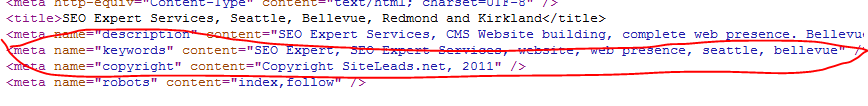 <meta http-equiv="Content-Type" content="text/html; charset=utf-8" />
<title>SEO Expert Services, Seattle, Bellevue, Redmond and Kirkland</title>
<meta name="description" content="SEO Expert Services, CMS Website building, complete web presence. Bellevue
<meta name="keywords" content="SEO Expert, SEO Expert Services, website, web presence, seattle, bellevue" />
<meta name="copyright" content="Copyright SiteLeads.net, 2011" />
<meta name="robots" content="index,follow" />